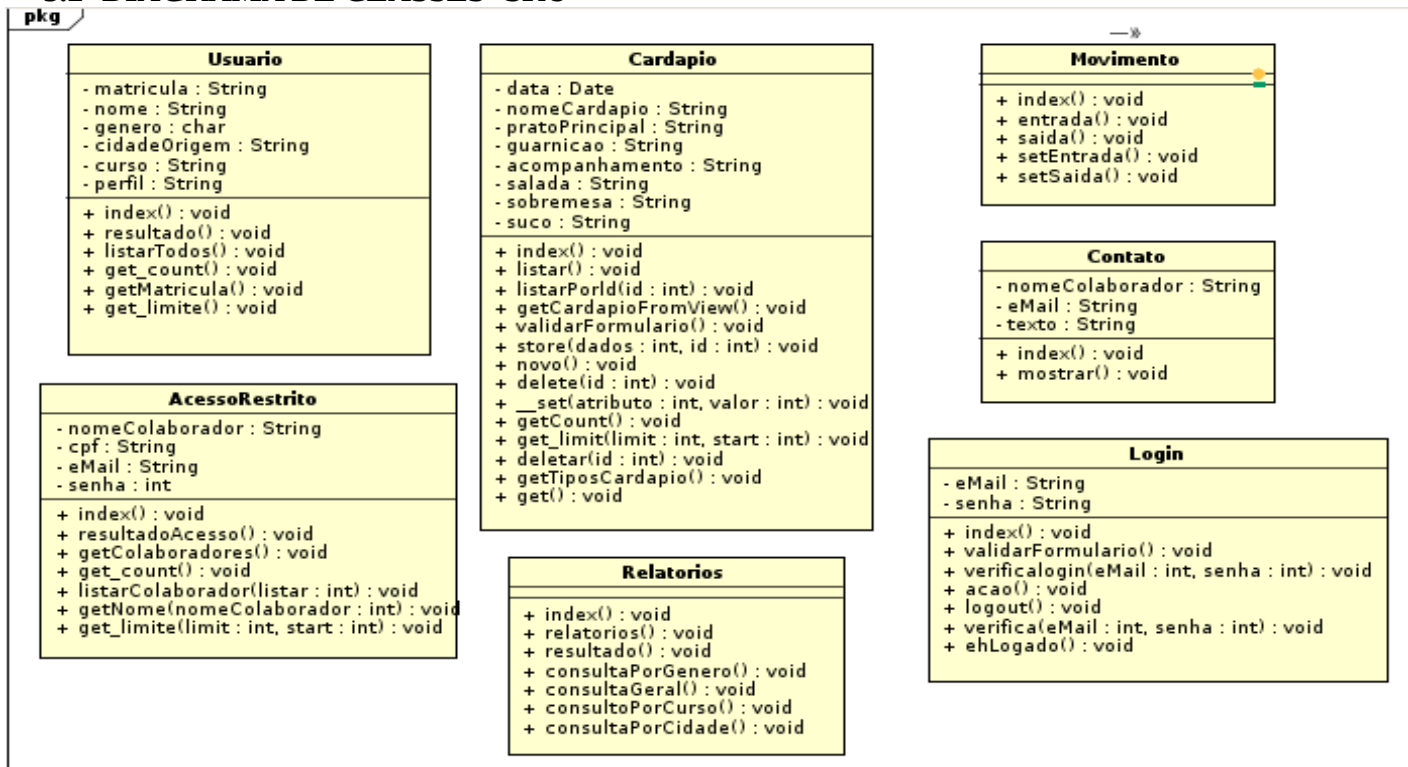 pkg
Usuario
- matricula : String
- nome : String
- genero : char
- cidadeOrigem : String
- curso : String
- perfil : String
+ index() : void
+ resultado() : void
+ listarTodos() : void
+ get_count() : void
+ getMatricula() : void
+ get_limite() : void
Cardapio
- data : Date
- nomeCardapio : String
- pratoPrincipal : String
- guarnicao : String
- acompanhamento : String
- salada : String
- sobremesa : String
- suco : String
+ index() : void
+ listar() : void
+ listarPorId(id : int) : void
+ getCardapioFromView() : void
+ validarFormulario() : void
+ store(dados : int, id : int) : void
+ novo() : void
+ delete(id : int) : void
+ __set(atributo : int, valor : int) : void
+ getCount() : void
+ get_limit(limit : int, start : int) : void
+ deletar(id : int) : void
+ getTiposCardapio() : void
+ get() : void
Movimento
+ index() : void
+ entrada() : void
+ saida() : void
+ setEntrada() : void
+ setSaida() : void
Contato
- nomeColaborador : String
- eMail : String
- texto : String
+ index() : void
+ mostrar() : void
AcessoRestrito
- nomeColaborador : String
- cpf : String
- eMail : String
- senha : int
+ index() : void
+ resultadoAcesso() : void
+ getColaboradores() : void
+ get_count() : void
+ listarColaborador(listar : int) : void
+ getNome(nomeColaborador : int) : void
+ get_limite(limit : int, start : int) : void
Relatorios
+ index() : void
+ relatorios() : void
+ resultado() : void
+ consultaPorGenero() : void
+ consultaGeral() : void
+ consultoPorCurso() : void
+ consultaPorCidade() : void
Login
- eMail : String
- senha : String
+ index() : void
+ validarFormulario() : void
+ verificalogin(eMail : int, senha : int) : void
+ acao() : void
+ logout() : void
+ verifica(eMail : int, senha : int) : void
+ ehLogado() : void